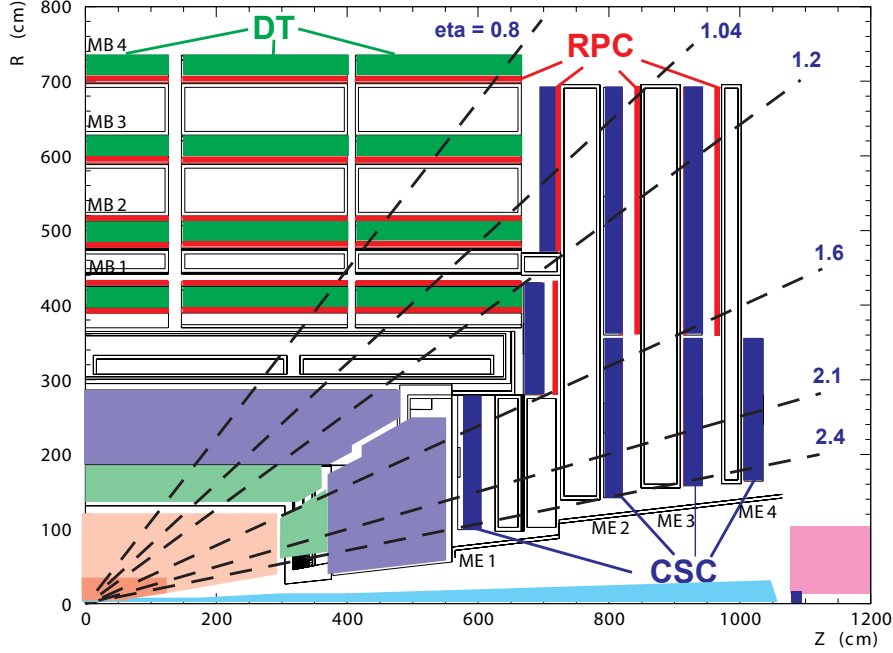 R (cm)
800
700
600
500
400
300
200
100
0
MB 4
MB 3
MB 2
MB 1
DT
eta = 0.8
RPC
1.04
1.2
1.6
2.1
2.4
ME 1
ME 2
ME 3
ME 4
CSC
0
200
400
600
800
1000
1200
Z (cm)